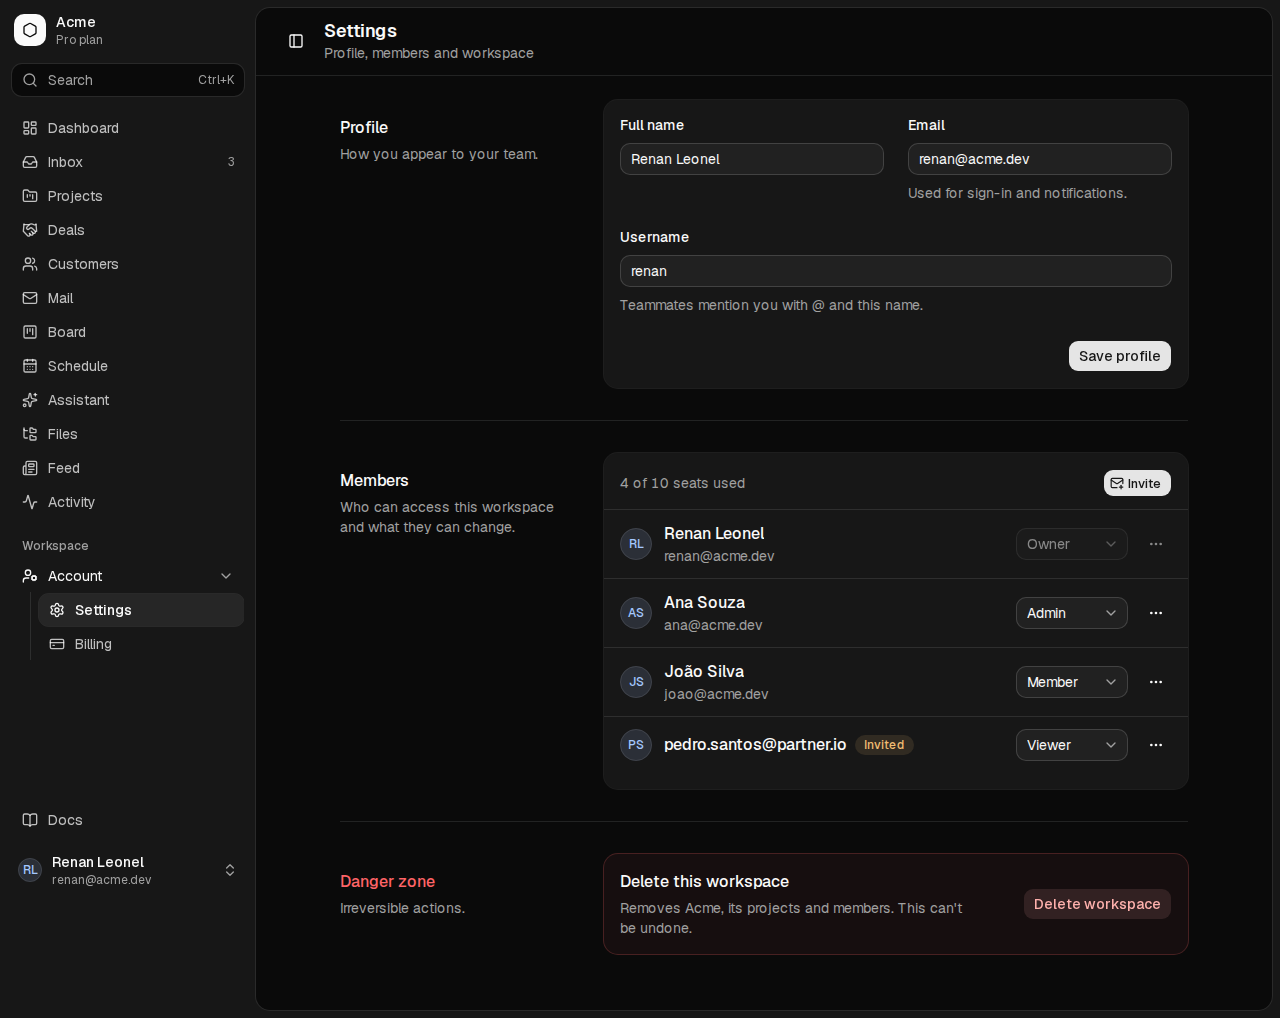 Acme
Pro plan
Search Ctrl+K
Dashboard
Inbox 3
Projects
Deals
Customers
Mail
Board
Schedule
Assistant
Files
Feed
Activity
Workspace
Account
Settings
Billing
Docs
RL Renan Leonel
renan@acme.dev
Settings
Profile, members and workspace
Profile
How you appear to your team.
Full name
Renan Leonel
Email
renan@acme.dev
Used for sign-in and notifications.
Username
renan
Teammates mention you with @ and this name.
Save profile
Members
Who can access this workspace
and what they can change.
4 of 10 seats used
Invite
RL Renan Leonel
renan@acme.dev
Owner
AS Ana Souza
ana@acme.dev
Admin
JS João Silva
joao@acme.dev
Member
PS pedro.santos@partner.io Invited
Viewer
Danger zone
Irreversible actions.
Delete this workspace
Removes Acme, its projects and members. This can't
be undone.
Delete workspace